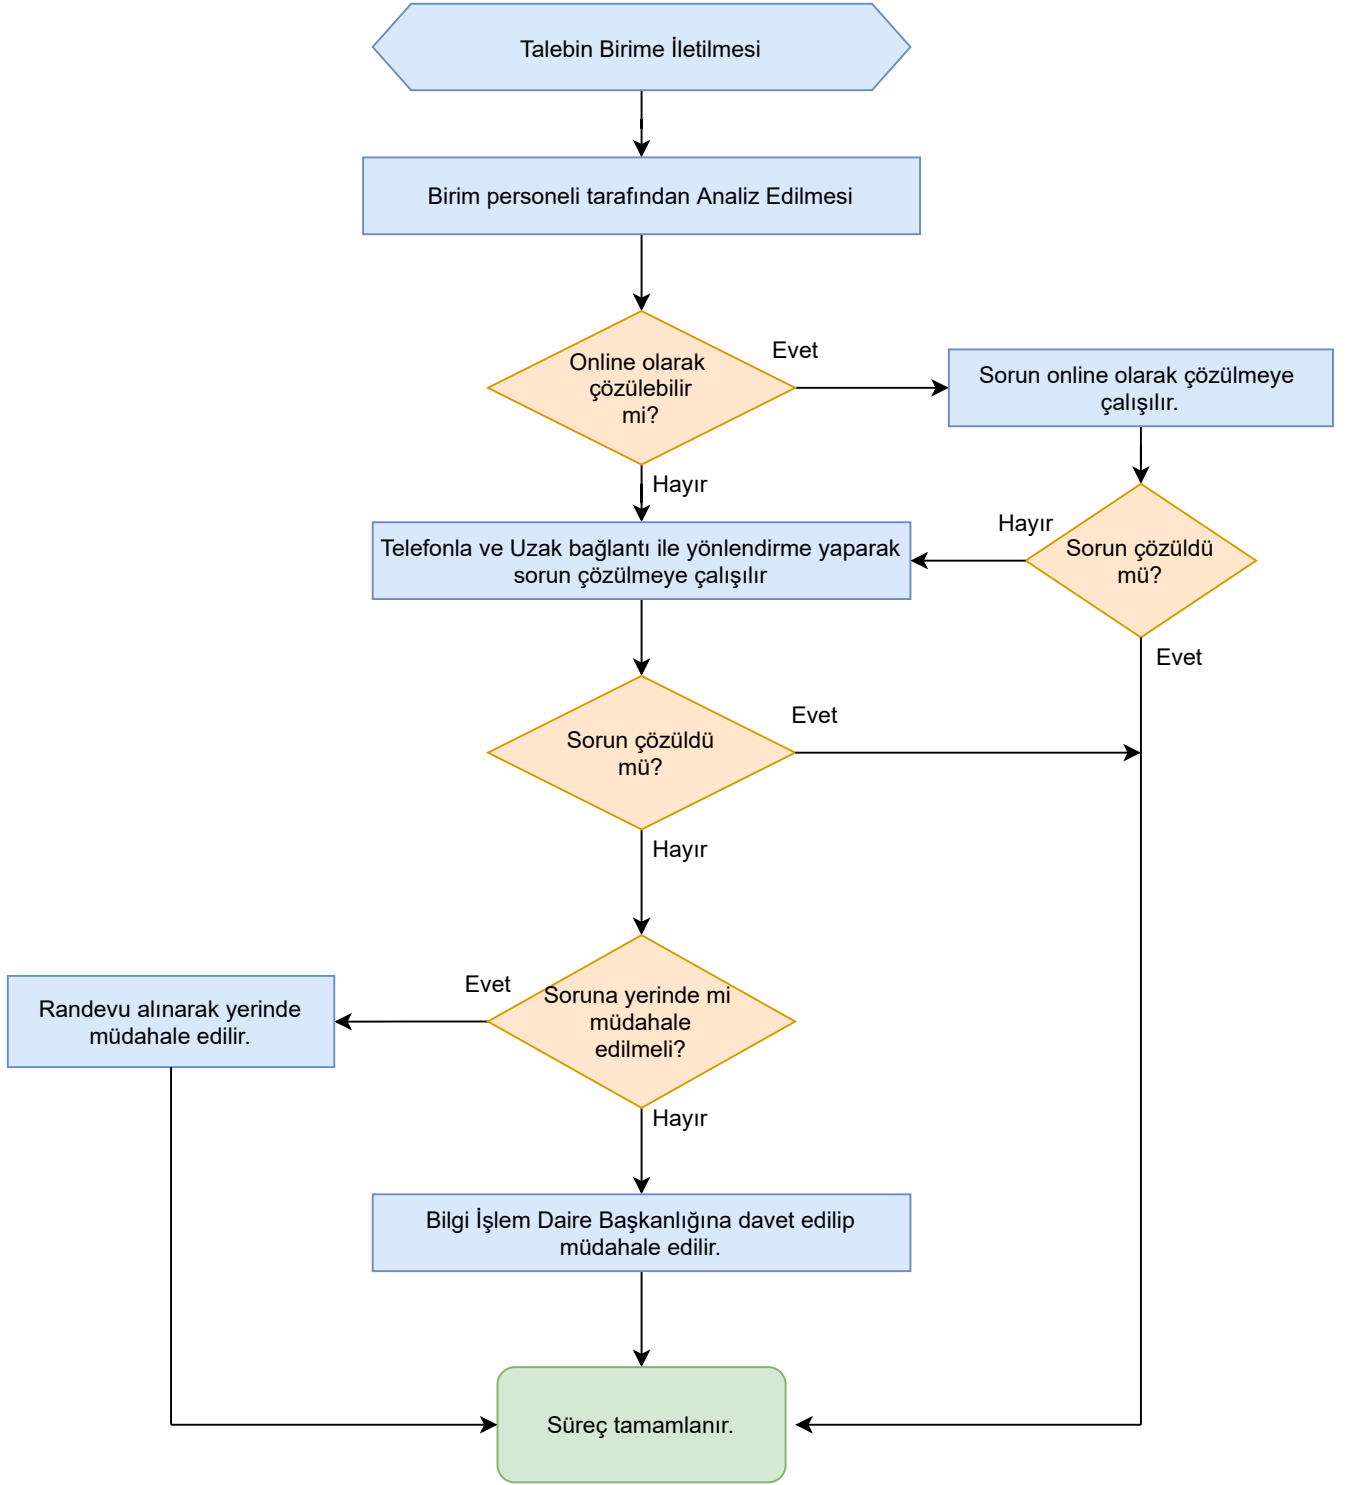 Talebin Birime İletilmesi
Birim personeli tarafından Analiz Edilmesi
Online olarak
çözülebilir
mi?
Evet
Sorun online olarak çözülmeye
çalışılır.
Hayır
Telefonla ve Uzak bağlantı ile yönlendirme yaparak
sorun çözülmeye çalışılır
Hayır
Sorun çözüldü
mü?
Evet
Sorun çözüldü
mü?
Evet
Hayır
Soruna yerinde mi
müdahale
edilmeli?
Evet
Randevu alınarak yerinde
müdahale edilir.
Hayır
Bilgi İşlem Daire Başkanlığına davet edilip
müdahale edilir.
Süreç tamamlanır.